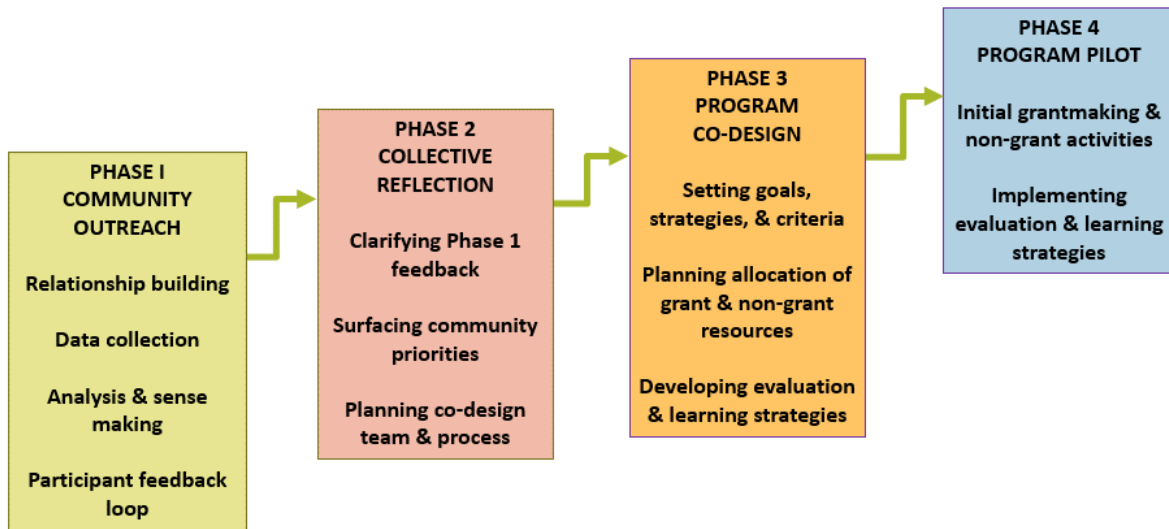 PHASE I
COMMUNITY
OUTREACH
Relationship building
Data collection
Analysis & sense
making
Participant feedback
loop
PHASE 2
COLLECTIVE
REFLECTION
Clarifying Phase 1
feedback
Surfacing community
priorities
Planning co-design
team & process
PHASE 3
PROGRAM
CO-DESIGN
Setting goals,
strategies, & criteria
Planning allocation of
grant & non-grant
resources
Developing evaluation
& learning strategies
PHASE 4
PROGRAM PILOT
Initial grantmaking &
non-grant activities
Implementing
evaluation & learning
strategies